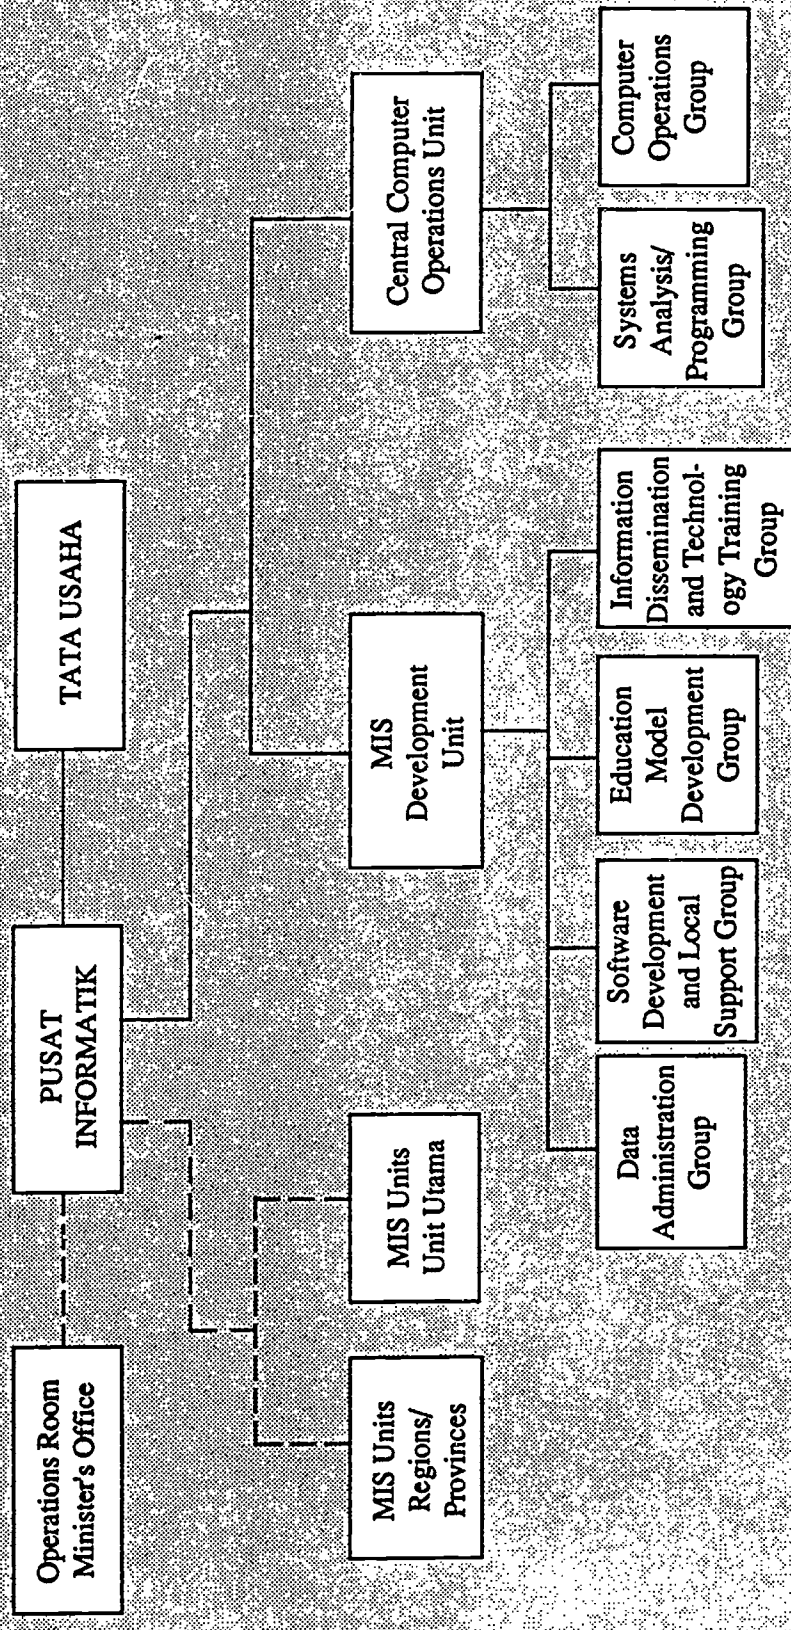 Operations Room
Minister's Office
PUSAT
INFORMATIK
TATA USAHA
MIS Units
Regions/
Provinces
MIS Units
Unit Utama
MIS
Development
Unit
Central Computer
Operations Unit
Data
Administration
Group
Software
Development
and Local
Support Group
Education
Model
Development
Group
Information
Dissemination
and Technol-
ogy Training
Group
Systems
Analysis/
Programming
Group
Computer
Operations
Group